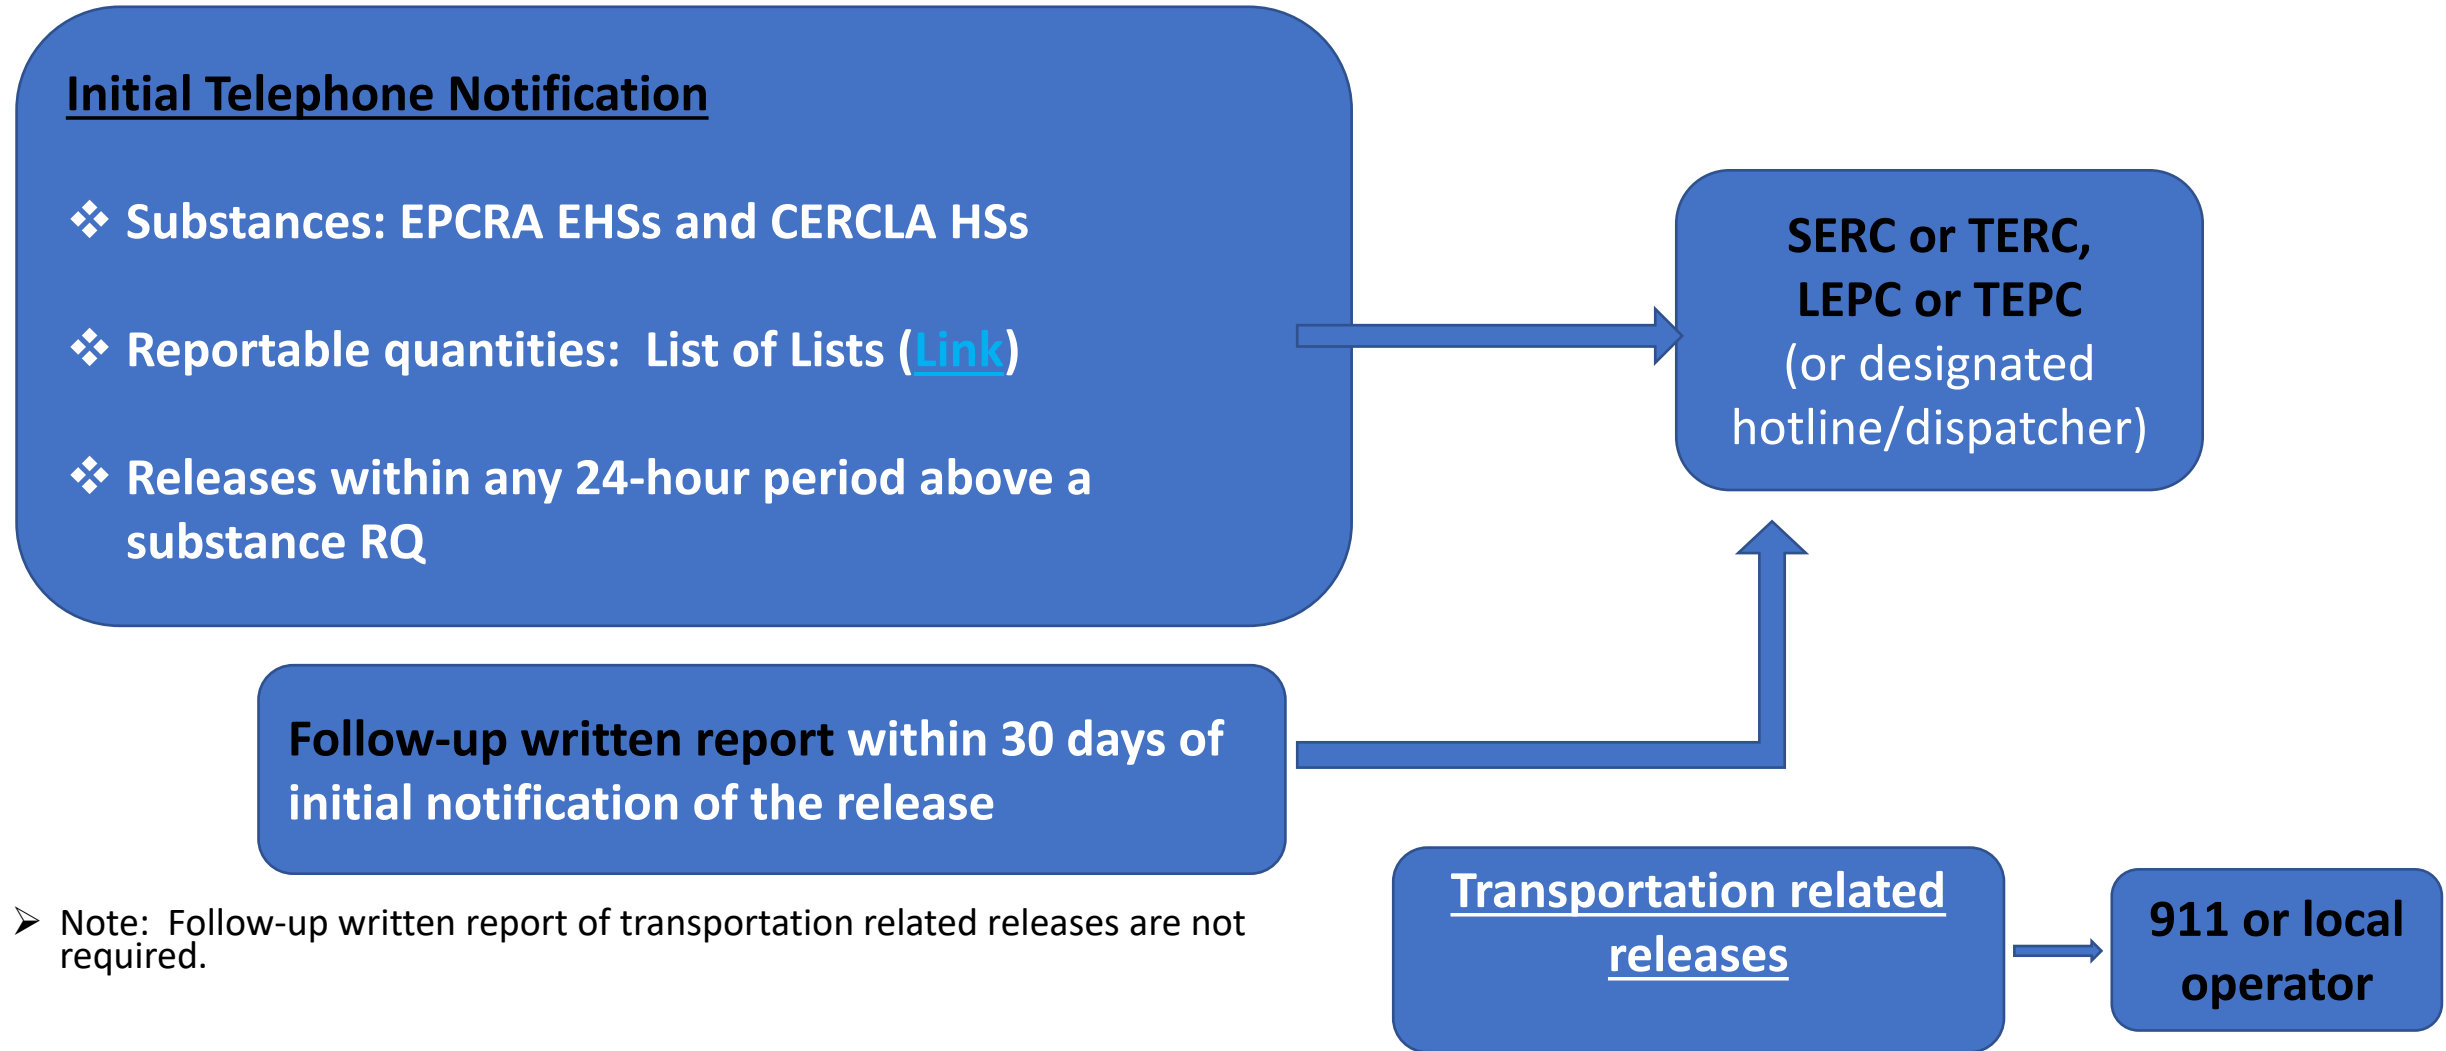 Initial Telephone Notification
❖ Substances: EPCRA EHSs and CERCLA HSs
❖ Reportable quantities:  List of Lists (Link)
❖ Releases within any 24-hour period above a
substance RQ
SERC or TERC,
LEPC or TEPC
(or designated
hotline/dispatcher)
Follow-up written report within 30 days of
initial notification of the release
➢ Note:  Follow-up written report of transportation related releases are not
required.
Transportation related
releases
911 or local
operator